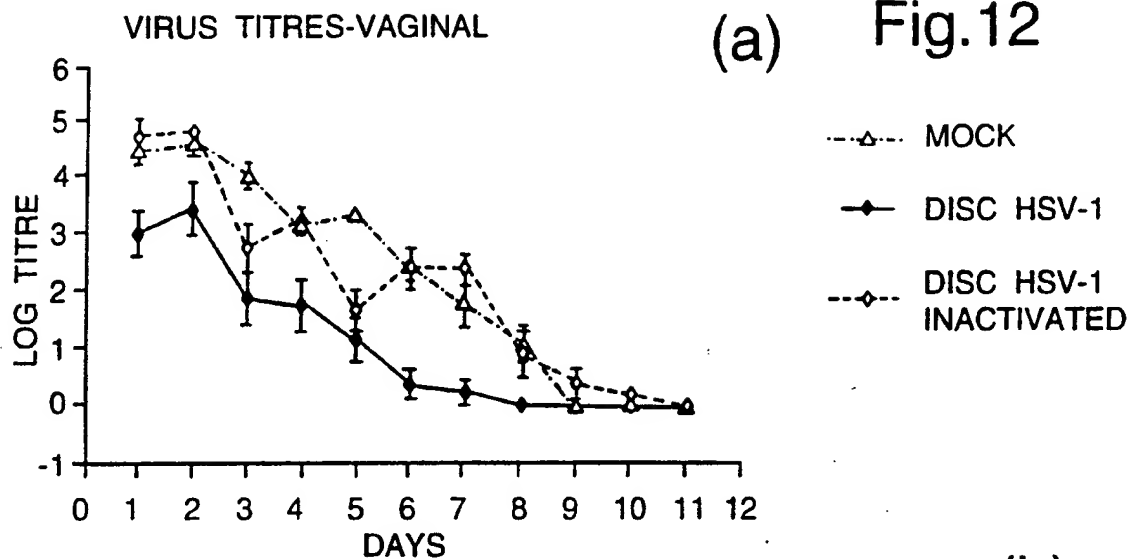 VIRUS TITRES-VAGINAL
(a)
Fig.12
6
5
4
3
2
1
0
-1
LOG TITRE
0 1 2 3 4 5 6 7 8 9 10 11 12
DAYS
MOCK
DISC HSV-1
DISC HSV-1
INACTIVATED